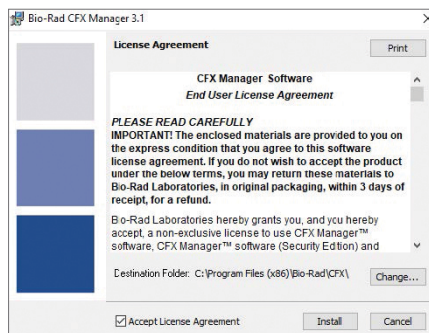 Bio-Rad CFX Manager 3.1
License Agreement
Print
CFX Manager Software
End User License Agreement
PLEASE READ CAREFULLY
IMPORTANT! The enclosed materials are provided to you on
the express condition that you agree to this software
license agreement. If you do not wish to accept the product
under the below terms, you may return these materials to
Bio-Rad Laboratories, in original packaging, within 3 days of
receipt, for a refund.
Bio-Rad Laboratories hereby grants you, and you hereby
accept, a non-exclusive license to use CFX Manager™
software, CFX Manager™ software (Security Edition) and
Destination Folder: C:\Program Files (x86)\Bio-Rad\CFX\
Change...
Accept License Agreement
Install
Cancel